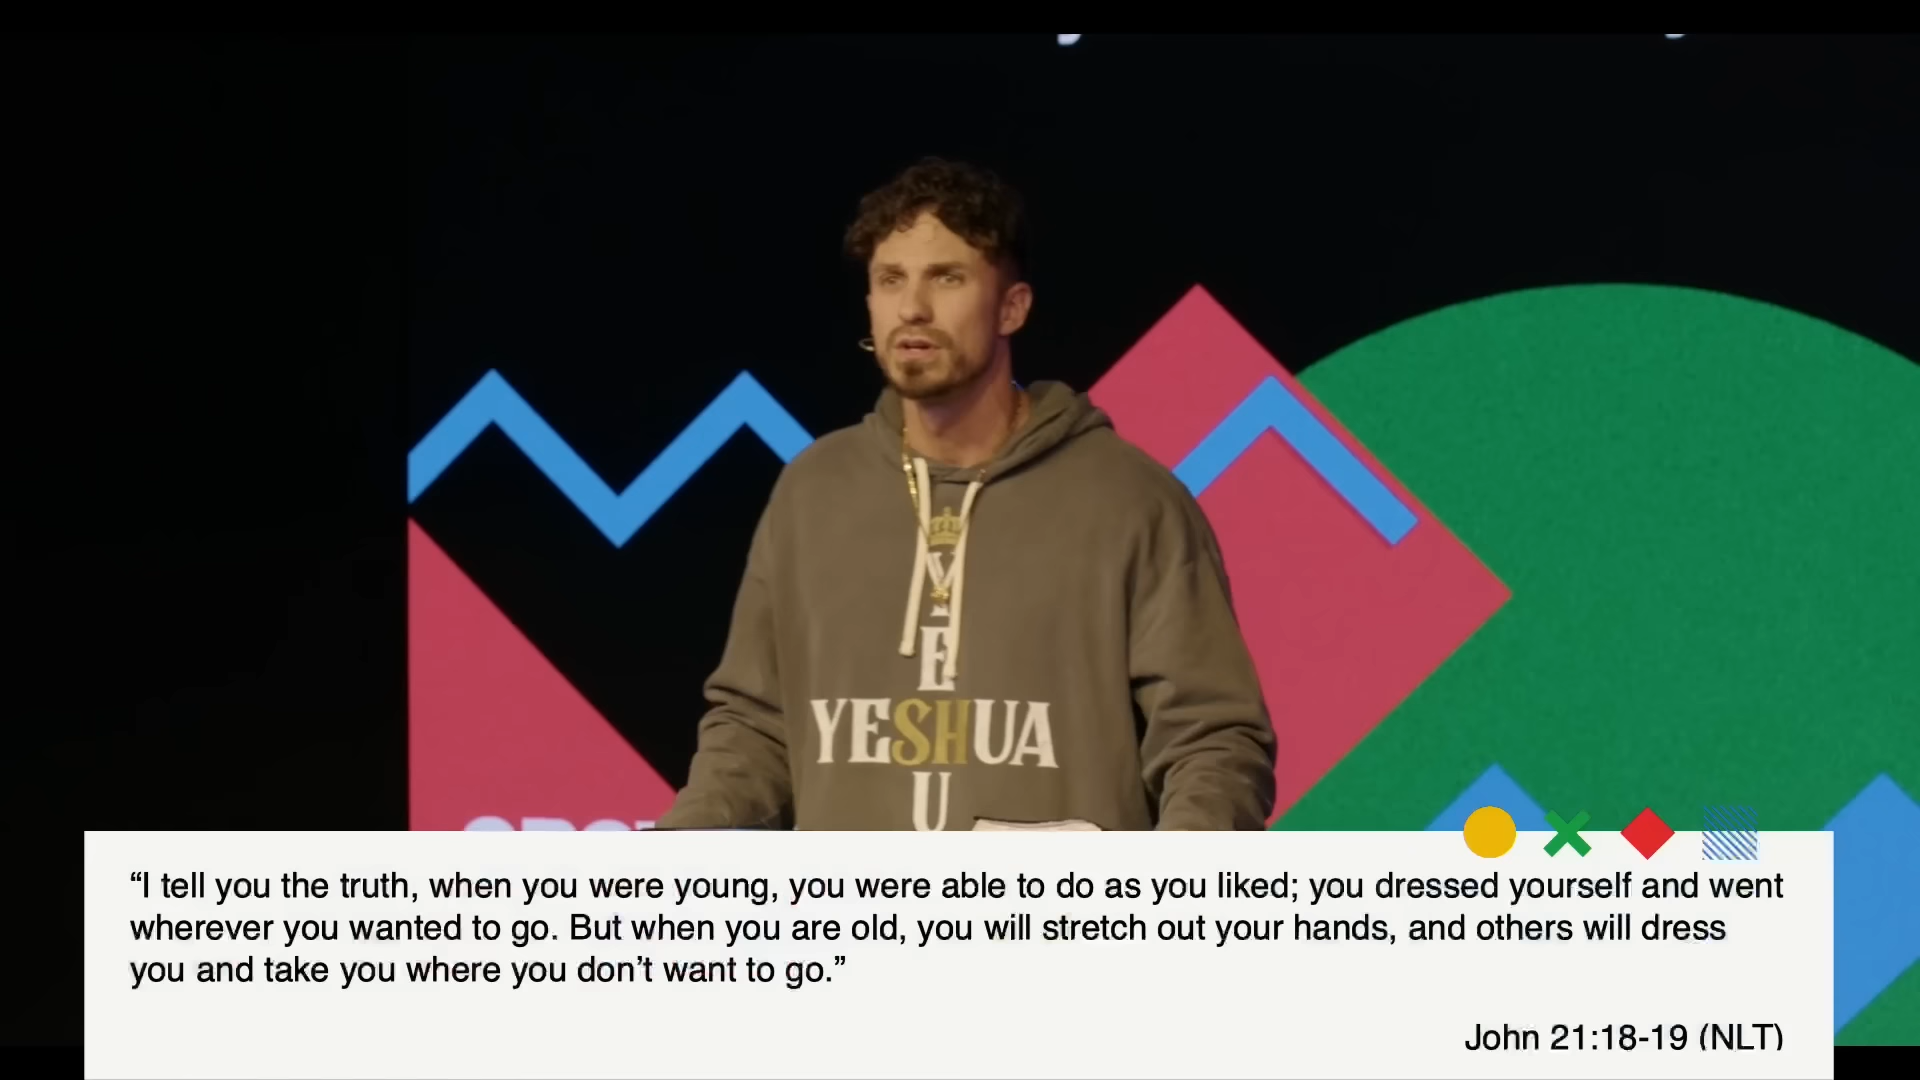 Y
E
YESHUA
U
“I tell you the truth, when you were young, you were able to do as you liked; you dressed yourself and went
wherever you wanted to go. But when you are old, you will stretch out your hands, and others will dress
you and take you where you don’t want to go.”
John 21:18-19 (NLT)